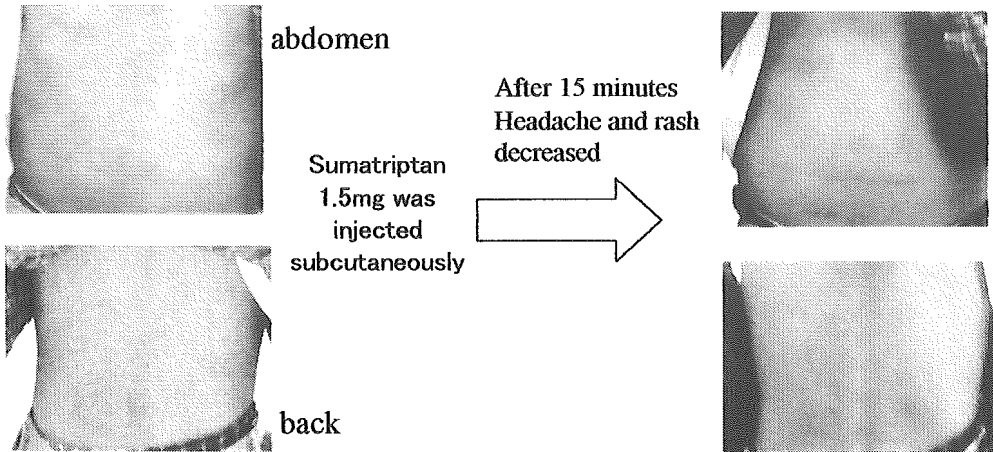 abdomen
Sumatriptan
1.5mg was
injected
subcutaneously
After 15 minutes
Headache and rash
decreased
back